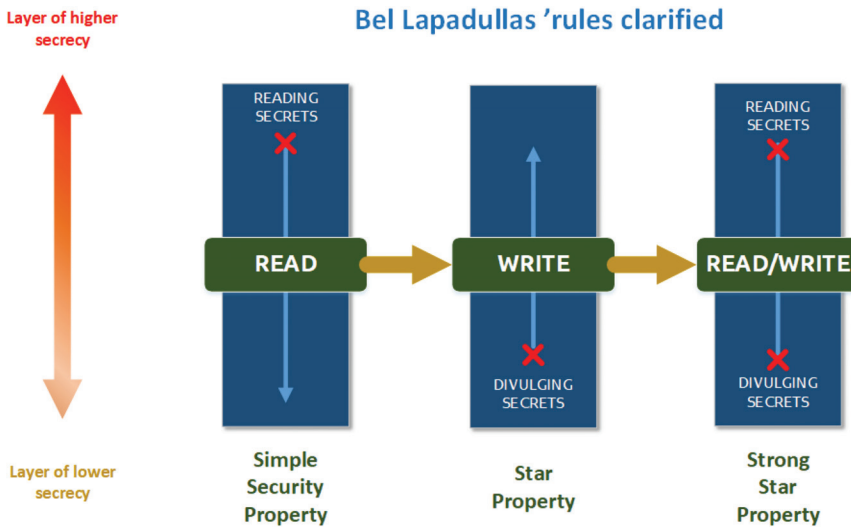 Layer of higher
secrecy
Bel Lapadullas ’rules clarified
READING
SECRETS
READING
SECRETS
READ
WRITE
READ/WRITE
DIVULGING
SECRETS
DIVULGING
SECRETS
Layer of lower
secrecy
Simple
Security
Property
Star
Property
Strong
Star
Property